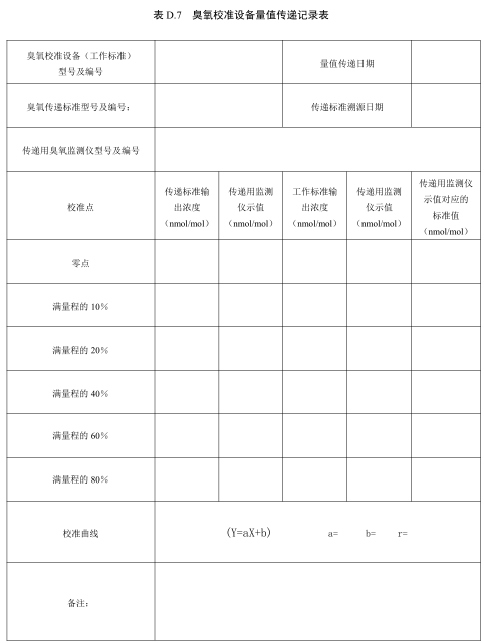 表 D.7 臭氧校准设备量值传递记录表
臭氧校准设备（工作标准）
型号及编号
量值传递日期
臭氧传递标准型号及编号：
传递标准溯源日期
传递用臭氧监测仪型号及编号
校准点
传递标准输
出浓度
（nmol/mol）
传递用监测
仪示值
（nmol/mol）
工作标准输
出浓度
（nmol/mol）
传递用监测
仪示值
（nmol/mol）
传递用监测仪
示值对应的
标准值
（nmol/mol）
零点
满量程的 10%
满量程的 20%
满量程的 40%
满量程的 60%
满量程的 80%
校准曲线
(Y=aX+b) a= b= r=
备注：